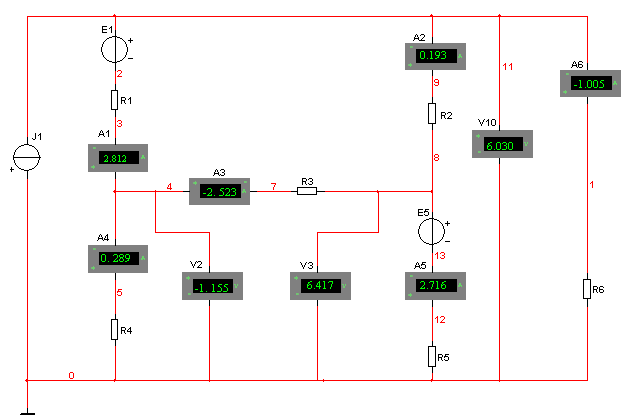 E1
+
−
2
R1
3
A1
2.812 A
J1
+
A2
0.193 A
9
R2
8
11
V10
6.030 V
A6
-1.005 A
1
4
A3
-2.523 A
7
R3
E5
+
−
13
A4
0.289 A
5
R4
V2
-1.155 V
V3
6.417 V
A5
2.716 A
12
R5
R6
0